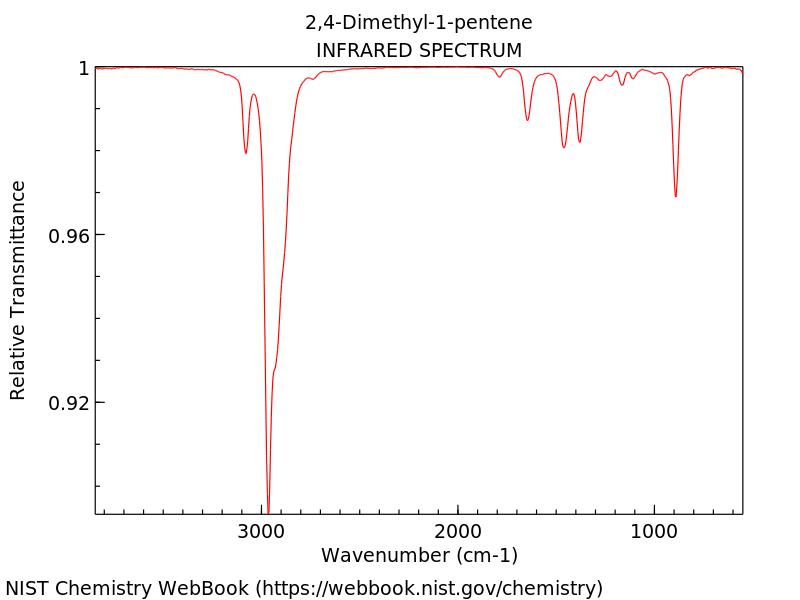 2,4-Dimethyl-1-pentene
INFRARED SPECTRUM
1
0.96
0.92
Relative Transmittance
3000 2000 1000
Wavenumber (cm-1)
NIST Chemistry WebBook (https://webbook.nist.gov/chemistry)